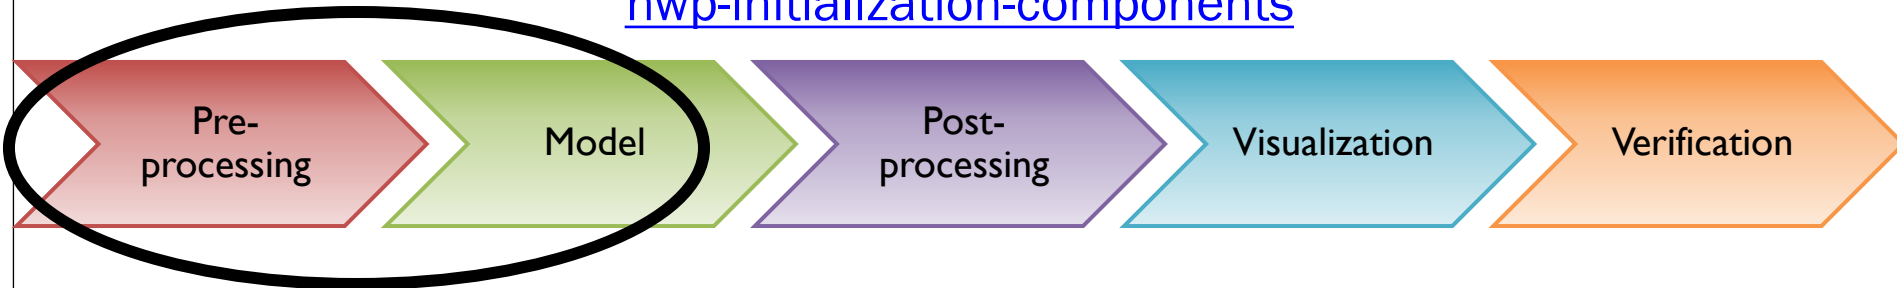 nwp-initialization-components
Pre-
processing
Model
Post-
processing
Visualization
Verification